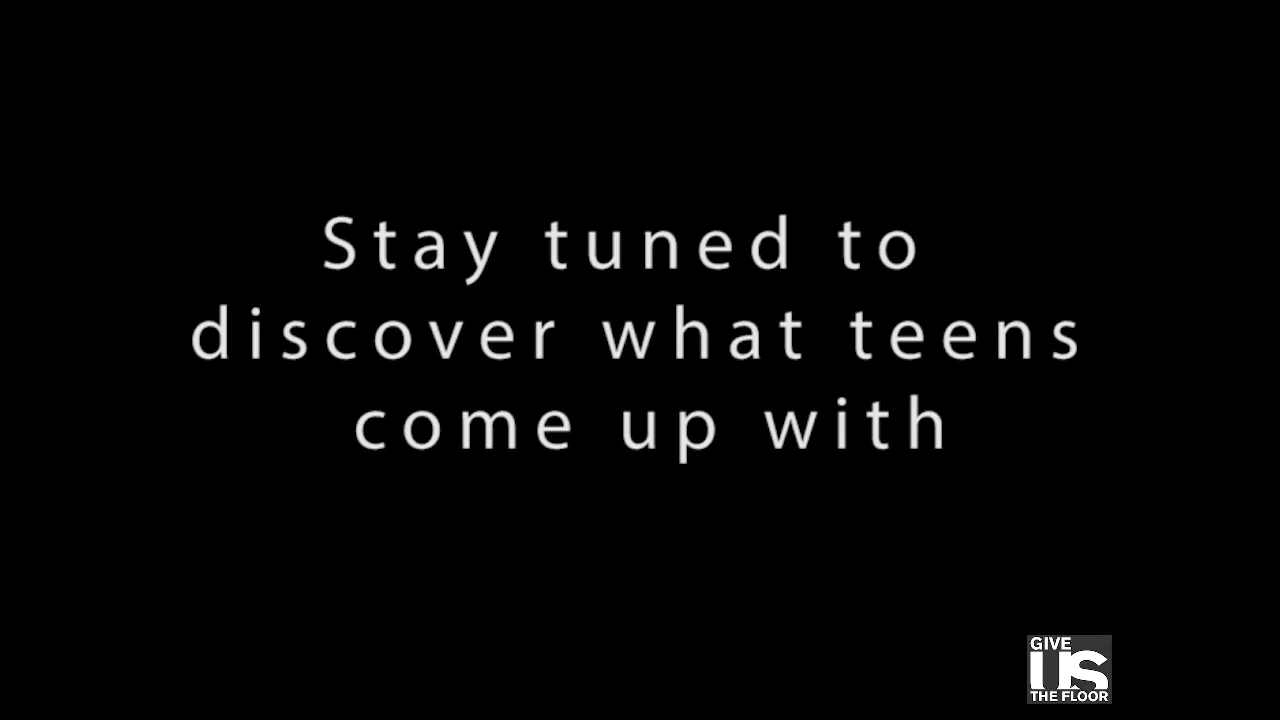 Stay tuned to
discover what teens
come up with
GIVE
US
THE FLOOR